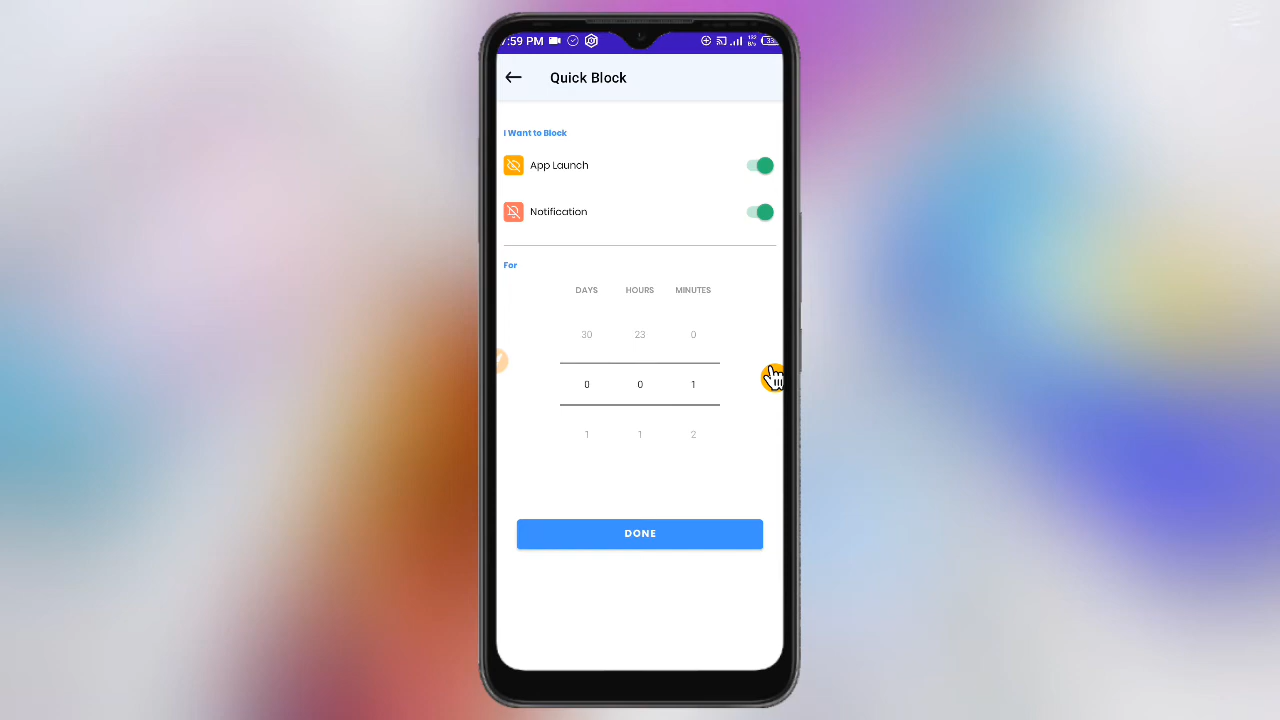 7:59 PM
Quick Block
I Want to Block
App Launch
Notification
For
DAYS HOURS MINUTES
30 23 0
0 0 1
1 1 2
DONE